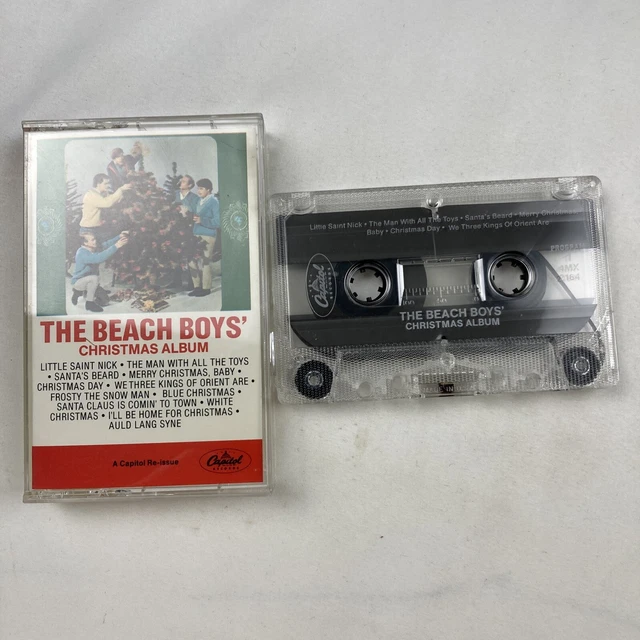 THE BEACH BOYS'
CHRISTMAS ALBUM
LITTLE SAINT NICK • THE MAN WITH ALL THE TOYS
• SANTA'S BEARD • MERRY CHRISTMAS, BABY •
CHRISTMAS DAY • WE THREE KINGS OF ORIENT ARE •
FROSTY THE SNOW MAN • BLUE CHRISTMAS •
SANTA CLAUS IS COMIN' TO TOWN • WHITE
CHRISTMAS • I'LL BE HOME FOR CHRISTMAS •
AULD LANG SYNE
A Capitol Re-issue
Capitol
RECORDS
Little Saint Nick • The Man With All The Toys • Santa's Beard • Merry Christmas
Baby • Christmas Day • We Three Kings Of Orient Are
Capitol
THE BEACH BOYS'
CHRISTMAS ALBUM